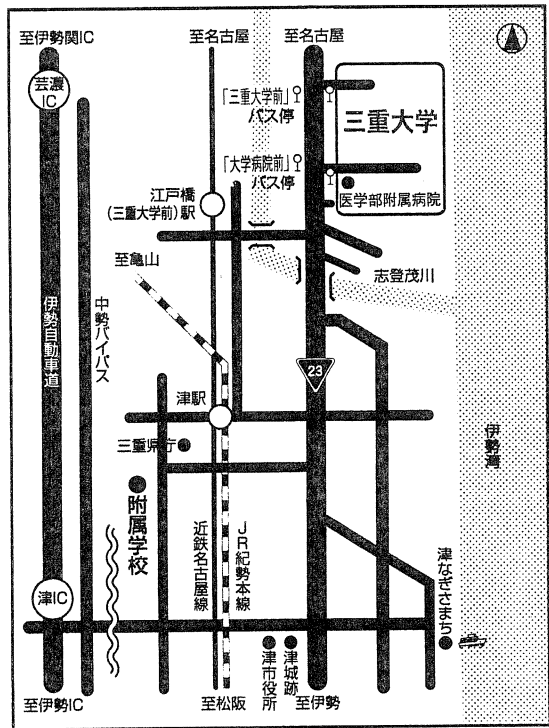 至伊勢関IC
至名古屋
至名古屋
芸濃
IC
「三重大学前」
バス停
三重大学
「大学病院前」
バス停
医学部附属病院
江戸橋
(三重大学前)駅
至亀山
志登茂川
伊勢自動車道
中勢バイパス
23
津駅
三重県庁
伊勢湾
附属学校
近鉄名古屋線
JR紀勢本線
津なぎさまち
津IC
津市役所
津城跡
至伊勢IC
至松阪
至伊勢